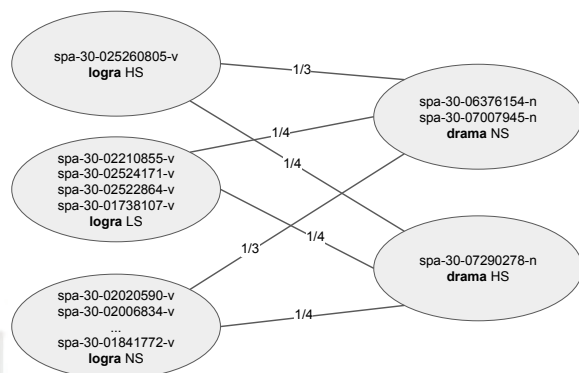 spa-30-025260805-v
logra HS
1/3
spa-30-06376154-n
spa-30-07007945-n
drama NS
1/4
1/4
spa-30-02210855-v
spa-30-02524171-v
spa-30-02522864-v
spa-30-01738107-v
logra LS
1/3
1/4
spa-30-07290278-n
drama HS
spa-30-02020590-v
spa-30-02006834-v
...
spa-30-01841772-v
logra NS
1/4